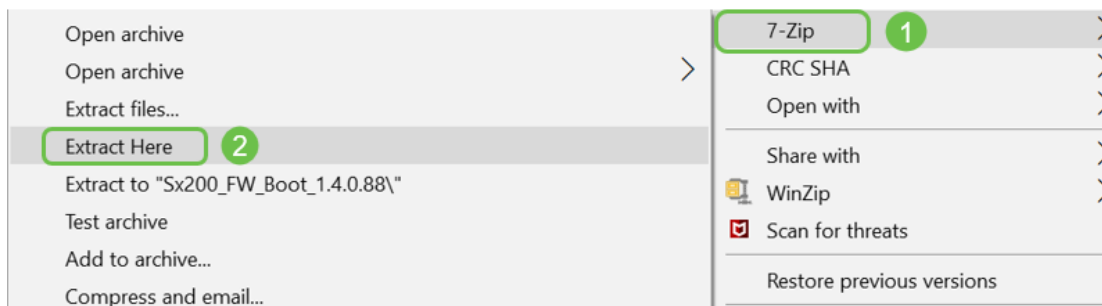 Open archive
Open archive
Extract files...
Extract Here 2
Extract to "Sx200_FW_Boot_1.4.0.88\"
Test archive
Add to archive...
Compress and email...
7-Zip 1
CRC SHA
Open with
Share with
WinZip
Scan for threats
Restore previous versions